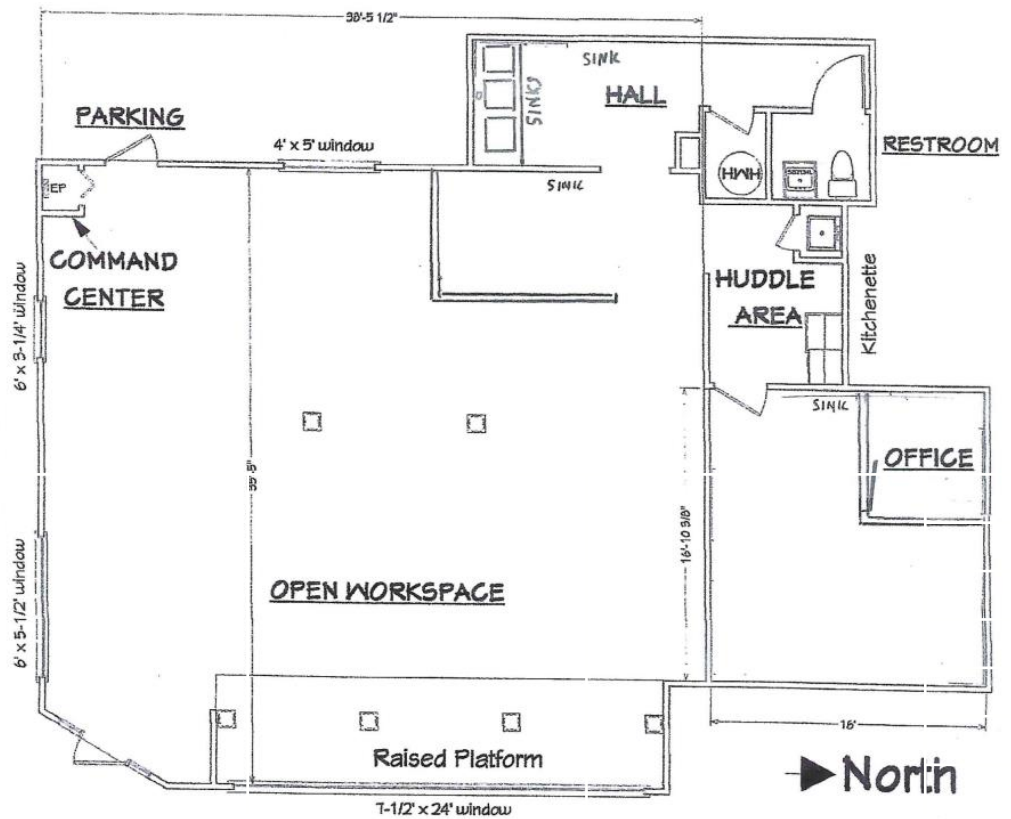 38'-5 1/2"
SINK
SINKS
HALL
PARKING
4' x 5' window
RESTROOM
HWH
SINK
EP
COMMAND
CENTER
HUDDLE
AREA
Kitchenette
6' x 3-1/4' window
SINK
OFFICE
35'-5"
16'-10 3/8"
6' x 5-1/2' window
OPEN WORKSPACE
16'
Raised Platform
North
7-1/2' x 24' window